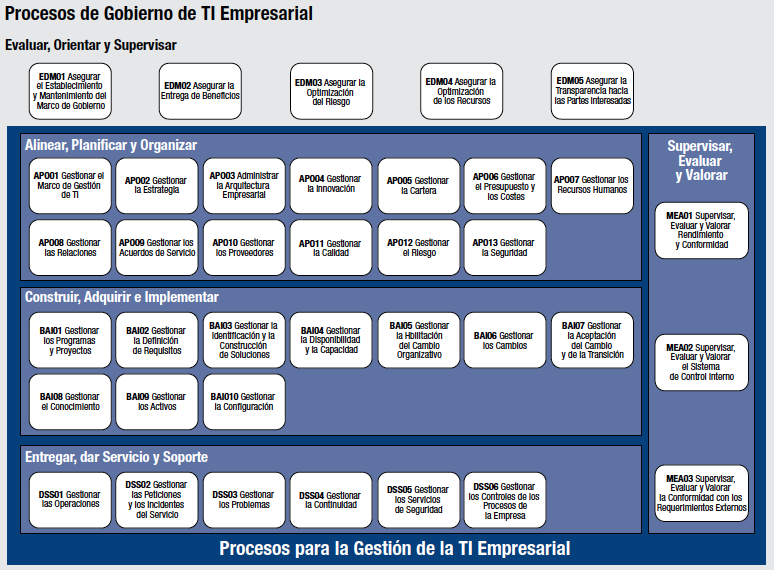 Procesos de Gobierno de TI Empresarial
Evaluar, Orientar y Supervisar
EDM01 Asegurar
el Establecimiento
y Mantenimiento del
Marco de Gobierno
EDM02 Asegurar la
Entrega de Beneficios
EDM03 Asegurar la
Optimización
del Riesgo
EDM04 Asegurar la
Optimización
de los Recursos
EDM05 Asegurar la
Transparencia hacia
las Partes Interesadas
Alinear, Planificar y Organizar
APO01 Gestionar el
Marco de Gestión
de TI
APO02 Gestionar
la Estrategia
APO03 Administrar
la Arquitectura
Empresarial
APO04 Gestionar
la Innovación
APO05 Gestionar
la Cartera
APO06 Gestionar
el Presupuesto y
los Costes
APO07 Gestionar los
Recursos Humanos
APO08 Gestionar
las Relaciones
APO09 Gestionar los
Acuerdos de Servicio
APO10 Gestionar
los Proveedores
APO11 Gestionar
la Calidad
APO12 Gestionar
el Riesgo
APO13 Gestionar
la Seguridad
Construir, Adquirir e Implementar
BAI01 Gestionar
los Programas
y Proyectos
BAI02 Gestionar
la Definición
de Requisitos
BAI03 Gestionar la
Identificación y la
Construcción
de Soluciones
BAI04 Gestionar
la Disponibilidad
y la Capacidad
BAI05 Gestionar
la Hbilitación
del Cambio
Organizativo
BAI06 Gestionar
los Cambios
BAI07 Gestionar
la Aceptación
del Cambio
y de la Transición
BAI08 Gestionar
el Conocimiento
BAI09 Gestionar
los Activos
BAI010 Gestionar
la Configuración
Entregar, dar Servicio y Soporte
DSS01 Gestionar
las Operaciones
DSS02 Gestionar
las Peticiones
y los Incidentes
del Servicio
DSS03 Gestionar
los Problemas
DSS04 Gestionar
la Continuidad
DSS05 Gestionar
los Servicios
de Seguridad
DSS06 Gestionar
los Controles de los
Procesos de
la Empresa
Supervisar,
Evaluar
y Valorar
MEA01 Supervisar,
Evaluar y Valorar
Rendimiento
y Conformidad
MEA02 Supervisar,
Evaluar y Valorar
el Sistema
de Control Interno
MEA03 Supervisar,
Evaluar y Valorar
la Conformidad con los
Requerimientos Externos
Procesos para la Gestión de la TI Empresarial